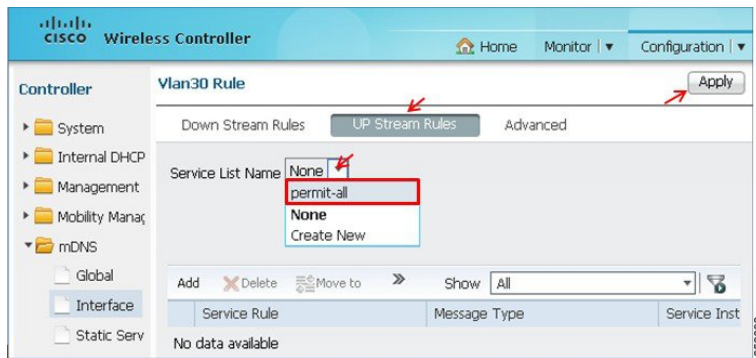 CISCO Wireless Controller
Home Monitor Configuration
Controller
Vlan30 Rule
Apply
System
Internal DHCP
Management
Mobility Manag
mDNS
Global
Interface
Static Serv
Down Stream Rules UP Stream Rules Advanced
Service List Name None
permit-all
None
Create New
Add Delete Move to » Show All
Service Rule Message Type Service Inst
No data available